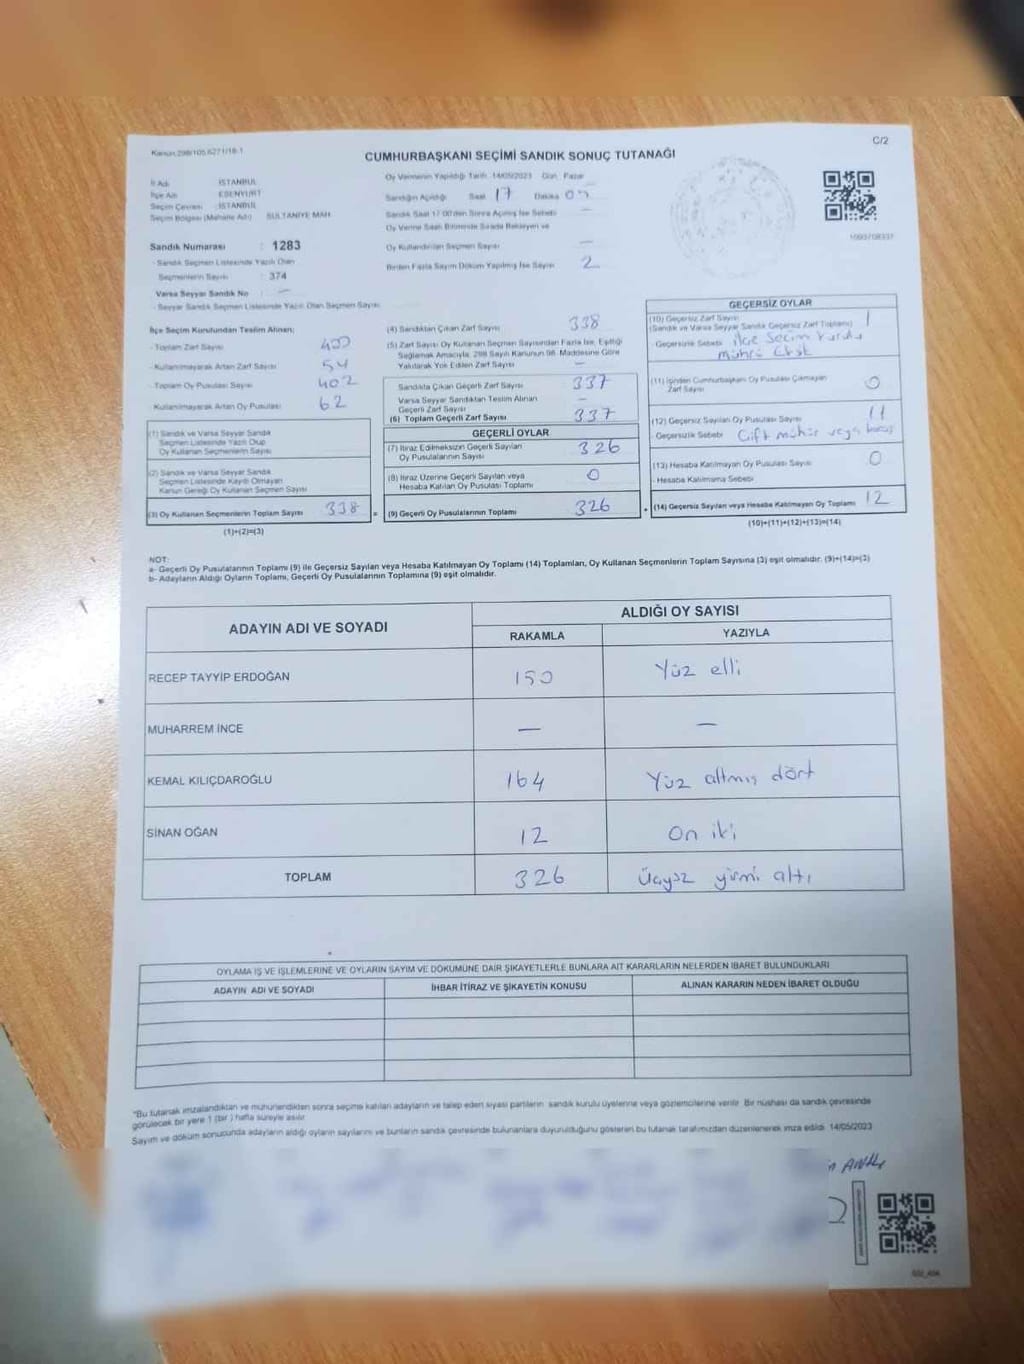 Kanun:298/105,6271/18-1
C/2
CUMHURBAŞKANI SEÇİMİ SANDIK SONUÇ TUTANAĞI
İl Adı : İSTANBUL
İlçe Adı : ESENYURT
Seçim Çevresi : İSTANBUL
Seçim Bölgesi (Mahalle Adı) : SULTANİYE MAH.
Sandık Numarası : 1283
- Sandık Seçmen Listesinde Yazılı Olan
Seçmenlerin Sayısı : 374
Varsa Seyyar Sandık No : —
- Seyyar Sandık Seçmen Listesinde Yazılı Olan Seçmen Sayısı
Oy Vermenin Yapıldığı Tarih :14/05/2023 Gün: Pazar
Sandığın Açıldığı Saat 17 Dakika 05
Sandık Saat 17.00'den Sonra Açılmış İse Sebebi —
Oy Verme Saati Bitiminde Sırada Bekleyen ve
Oy Kullandırılan Seçmen Sayısı —
Birden Fazla Sayım Döküm Yapılmış İse Sayısı 2
İlçe Seçim Kurulundan Teslim Alınan;
- Toplam Zarf Sayısı 400
- Kullanılmayarak Artan Zarf Sayısı 54
- Toplam Oy Pusulası Sayısı 402
- Kullanılmayarak Artan Oy Pusulası 62
(1) Sandık ve Varsa Seyyar Sandık
Seçmen Listesinde Yazılı Olup
Oy Kullanan Seçmenlerin Sayısı
(2) Sandık ve Varsa Seyyar Sandık
Seçmen Listesinde Kayıtlı Olmayan
Kanun Gereği Oy Kullanan Seçmen Sayısı
(3) Oy Kullanan Seçmenlerin Toplam Sayısı 338 =
(1)+(2)=(3)
(4) Sandıktan Çıkan Zarf Sayısı 338
(5) Zarf Sayısı Oy Kullanan Seçmen Sayısından Fazla İse, Eşitliği
Sağlamak Amacıyla, 298 Sayılı Kanunun 98. Maddesine Göre
Yakılarak Yok Edilen Zarf Sayısı —
Sandıkta Çıkan Geçerli Zarf Sayısı 337
Varsa Seyyar Sandıktan Teslim Alınan
Geçerli Zarf Sayısı —
(6) Toplam Geçerli Zarf Sayısı 337
GEÇERLİ OYLAR
(7) İtiraz Edilmeksizin Geçerli Sayılan
Oy Pusulalarının Sayısı 326
(8) İtiraz Üzerine Geçerli Sayılan veya
Hesaba Katılan Oy Pusulası Toplamı 0
(9) Geçerli Oy Pusulalarının Toplamı 326 +
GEÇERSİZ OYLAR
(10) Geçersiz Zarf Sayısı
(Sandık ve Varsa Seyyar Sandık Geçersiz Zarf Toplamı) 1
- Geçersizlik Sebebi ilçe Seçim Kurulu
mührü Eksik
(11) İçinden Cumhurbaşkanı Oy Pusulası Çıkmayan
Zarf Sayısı 0
(12) Geçersiz Sayılan Oy Pusulası Sayısı 11
- Geçersizlik Sebebi Çift mühür veya
(13) Hesaba Katılmayan Oy Pusulası Sayısı 0
- Hesaba Katılmama Sebebi
(14) Geçersiz Sayılan veya Hesaba Katılmayan Oy Toplamı 12
(10)+(11)+(12)+(13)=(14)
NOT:
a- Geçerli Oy Pusulalarının Toplamı (9) ile Geçersiz Sayılan veya Hesaba Katılmayan Oy Toplamı (14) Toplamları, Oy Kullanan Seçmenlerin Toplam Sayısına (3) eşit olmalıdır. (9)+(14)=(3)
b- Adayların Aldığı Oyların Toplamı, Geçerli Oy Pusulalarının Toplamına (9) eşit olmalıdır.
ADAYIN ADI VE SOYADI
ALDIĞI OY SAYISI
RAKAMLA YAZIYLA
RECEP TAYYİP ERDOĞAN 150 Yüz elli
MUHARREM İNCE — —
KEMAL KILIÇDAROĞLU 164 Yüz altmış dört
SİNAN OĞAN 12 On iki
TOPLAM 326 Üçyüz yirmi altı
OYLAMA İŞ VE İŞLEMLERİNE VE OYLARIN SAYIM VE DÖKÜMÜNE DAİR ŞİKAYETLERLE BUNLARA AİT KARARLARIN NELERDEN İBARET BULUNDUKLARI
ADAYIN ADI VE SOYADI İHBAR İTİRAZ VE ŞİKAYETİN KONUSU ALINAN KARARIN NEDEN İBARET OLDUĞU
"Bu tutanak imzalandıktan ve mühürlendikten sonra seçime katılan adayların ve talep eden siyasi partilerin sandık kurulu üyelerine veya gözlemcilerine verilir. Bir nüshası da sandık çevresinde
görülecek bir yere 1 (bir ) hafta süreyle asılır.
Sayım ve döküm sonucunda adayların aldığı oyların sayılarını ve bunların sandık çevresinde bulunanlara duyurulduğunu gösteren bu tutanak tarafımızdan düzenlenerek imza edildi. 14/05/2023